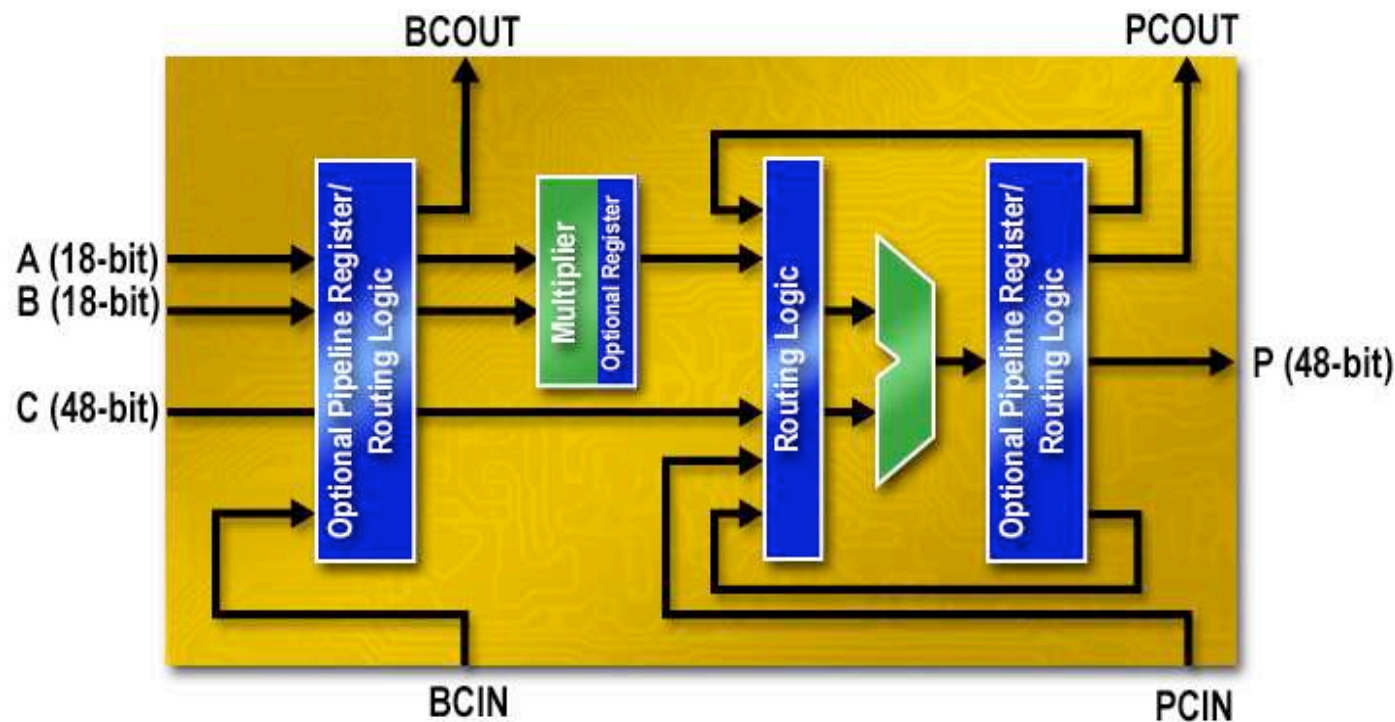 BCOUT
PCOUT
A (18-bit)
B (18-bit)
C (48-bit)
Optional Pipeline Register/
Routing Logic
Multiplier
Optional Register
Routing Logic
Optional Pipeline Register/
Routing Logic
P (48-bit)
BCIN
PCIN